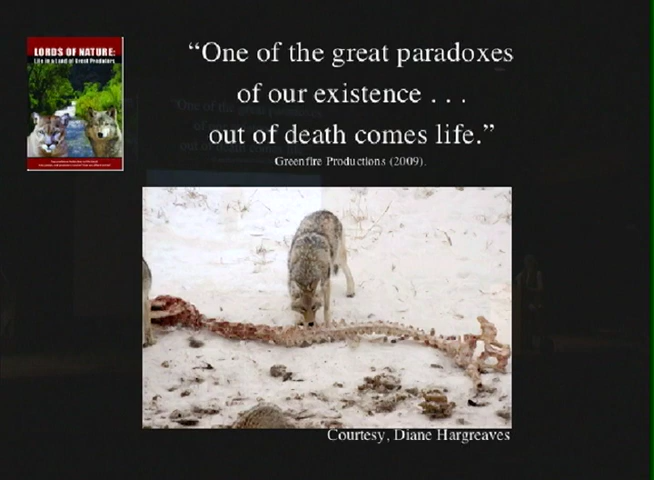 LORDS OF NATURE:
Life in a Land of Great Predators
“One of the great paradoxes
of our existence . . .
out of death comes life.”
Greenfire Productions (2009).
Courtesy, Diane Hargreaves